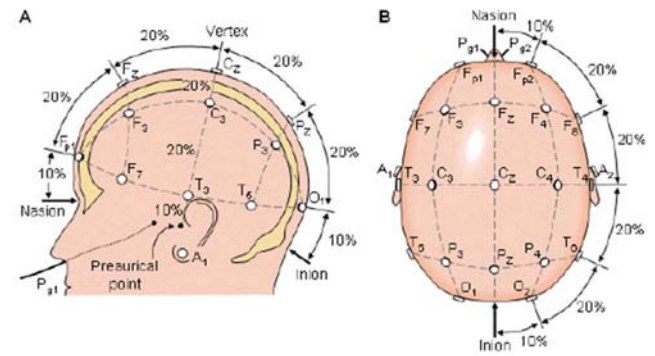 A
Vertex
20%
20%
Fz
Cz
20%
20%
20%
Fp1
F3
C3
Pz
20%
P3
20%
10%
F7
T3
T5
O1
Nasion
10%
10%
A1
Preaurical
point
Inion
Pg1
B
Nasion
10%
Pg1
Pg2
Fp1
Fp2
20%
F7
F3
Fz
F4
F8
20%
A1
T3
C3
Cz
C4
T4
A2
20%
T5
P3
Pz
P4
T6
O1
O2
20%
Inion
10%